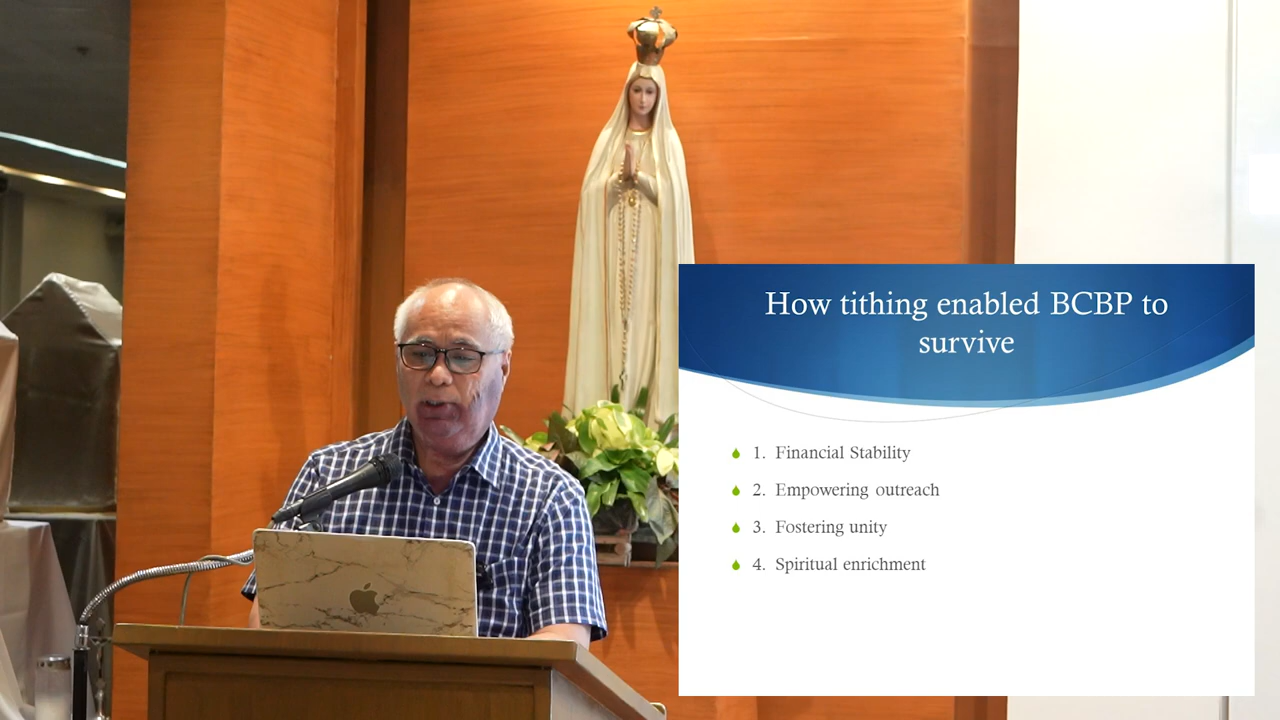 How tithing enabled BCBP to
survive
1. Financial Stability
2. Empowering outreach
3. Fostering unity
4. Spiritual enrichment